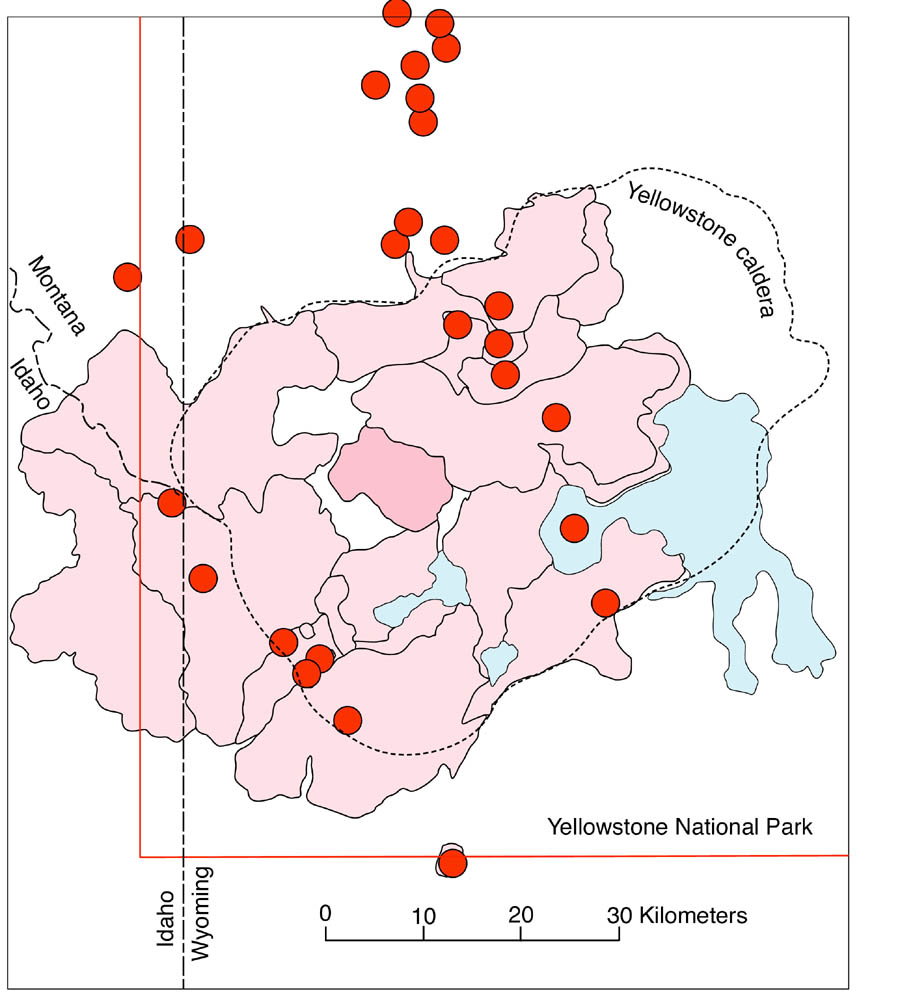 Yellowstone caldera
Montana
Idaho
Yellowstone National Park
Idaho
Wyoming
0 10 20 30 Kilometers